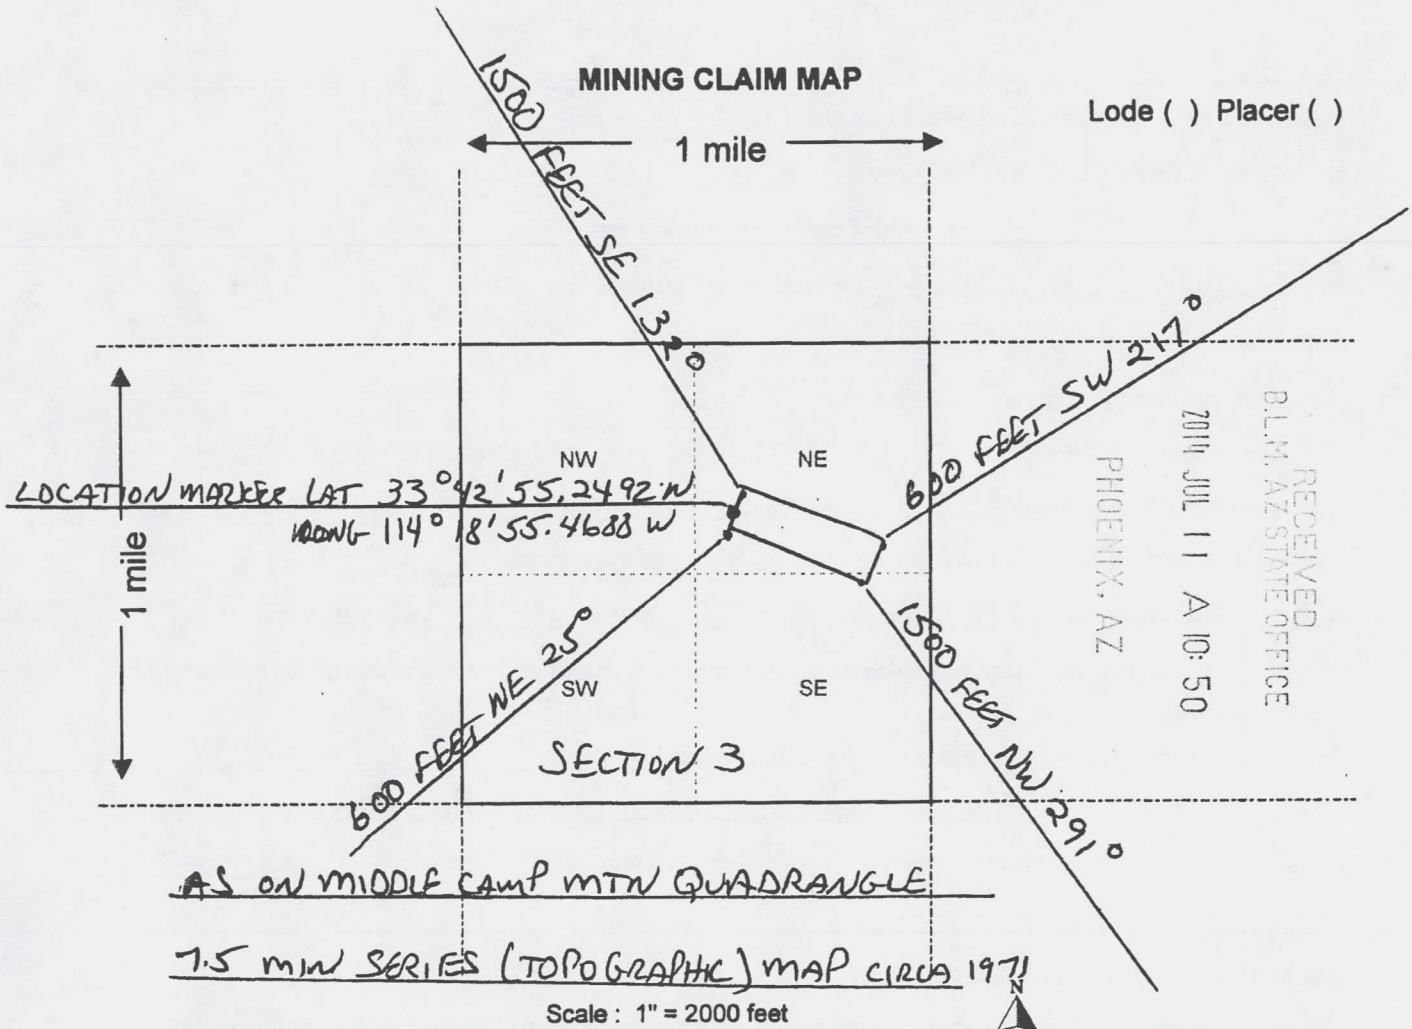 MINING CLAIM MAP
Lode ( ) Placer ( )
1 mile
1500 FEET SE 132°
600 FEET SW 217°
NW
NE
LOCATION MARKER LAT 33°42'55.2492"N
LONG 114° 18'55.4688 W
1 mile
600 FEET NE 25°
SW
SE
1500 FEET NW 291°
SECTION 3
RECEIVED
B.L.M. AZ STATE OFFICE
2014 JUL 11 A 10:50
PHOENIX, AZ
AS ON MIDDLE CAMP MTN QUADRANGLE
7.5 MIN SERIES (TOPOGRAPHIC) MAP CIRCA 1971
N
Scale : 1" = 2000 feet